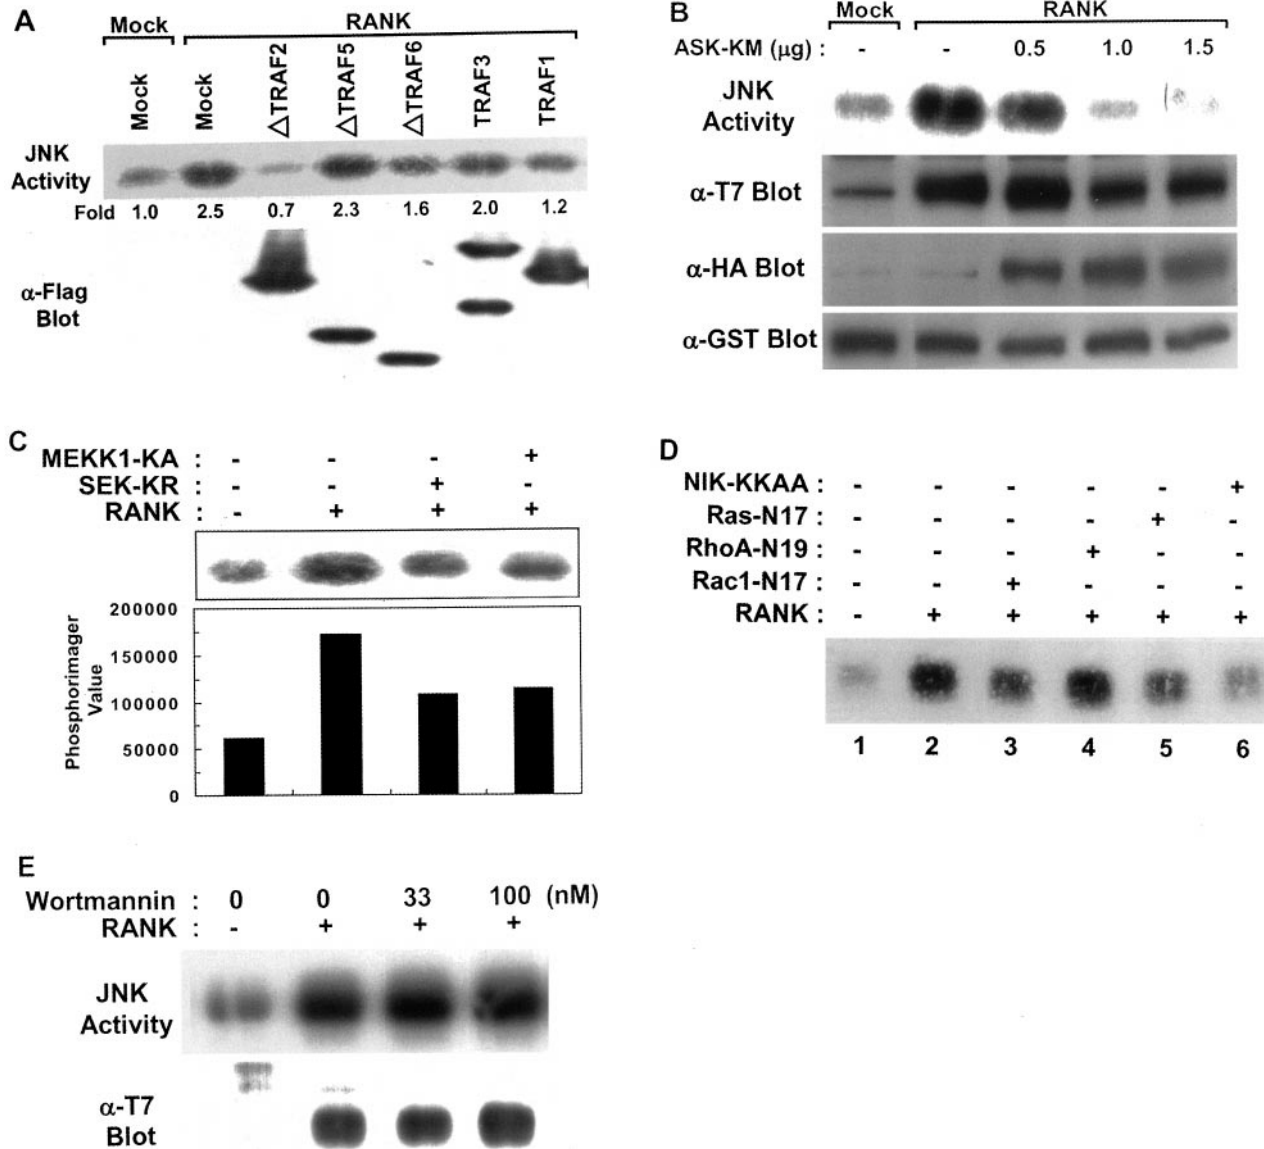 A
Mock RANK
Mock Mock △TRAF2 △TRAF5 △TRAF6 TRAF3 TRAF1
JNK
Activity
Fold 1.0 2.5 0.7 2.3 1.6 2.0 1.2
α-Flag
Blot
B
Mock RANK
ASK-KM (μg) : - - 0.5 1.0 1.5
JNK
Activity
α-T7 Blot
α-HA Blot
α-GST Blot
C
MEKK1-KA : - - - +
SEK-KR : - - + -
RANK : - + + +
200000
150000
100000
50000
0
Phosphorimager
Value
D
NIK-KKAA : - - - - - +
Ras-N17 : - - - - + -
RhoA-N19 : - - - + - -
Rac1-N17 : - - + - - -
RANK : - + + + + +
1 2 3 4 5 6
E
Wortmannin : 0 0 33 100 (nM)
RANK : - + + +
JNK
Activity
α-T7
Blot